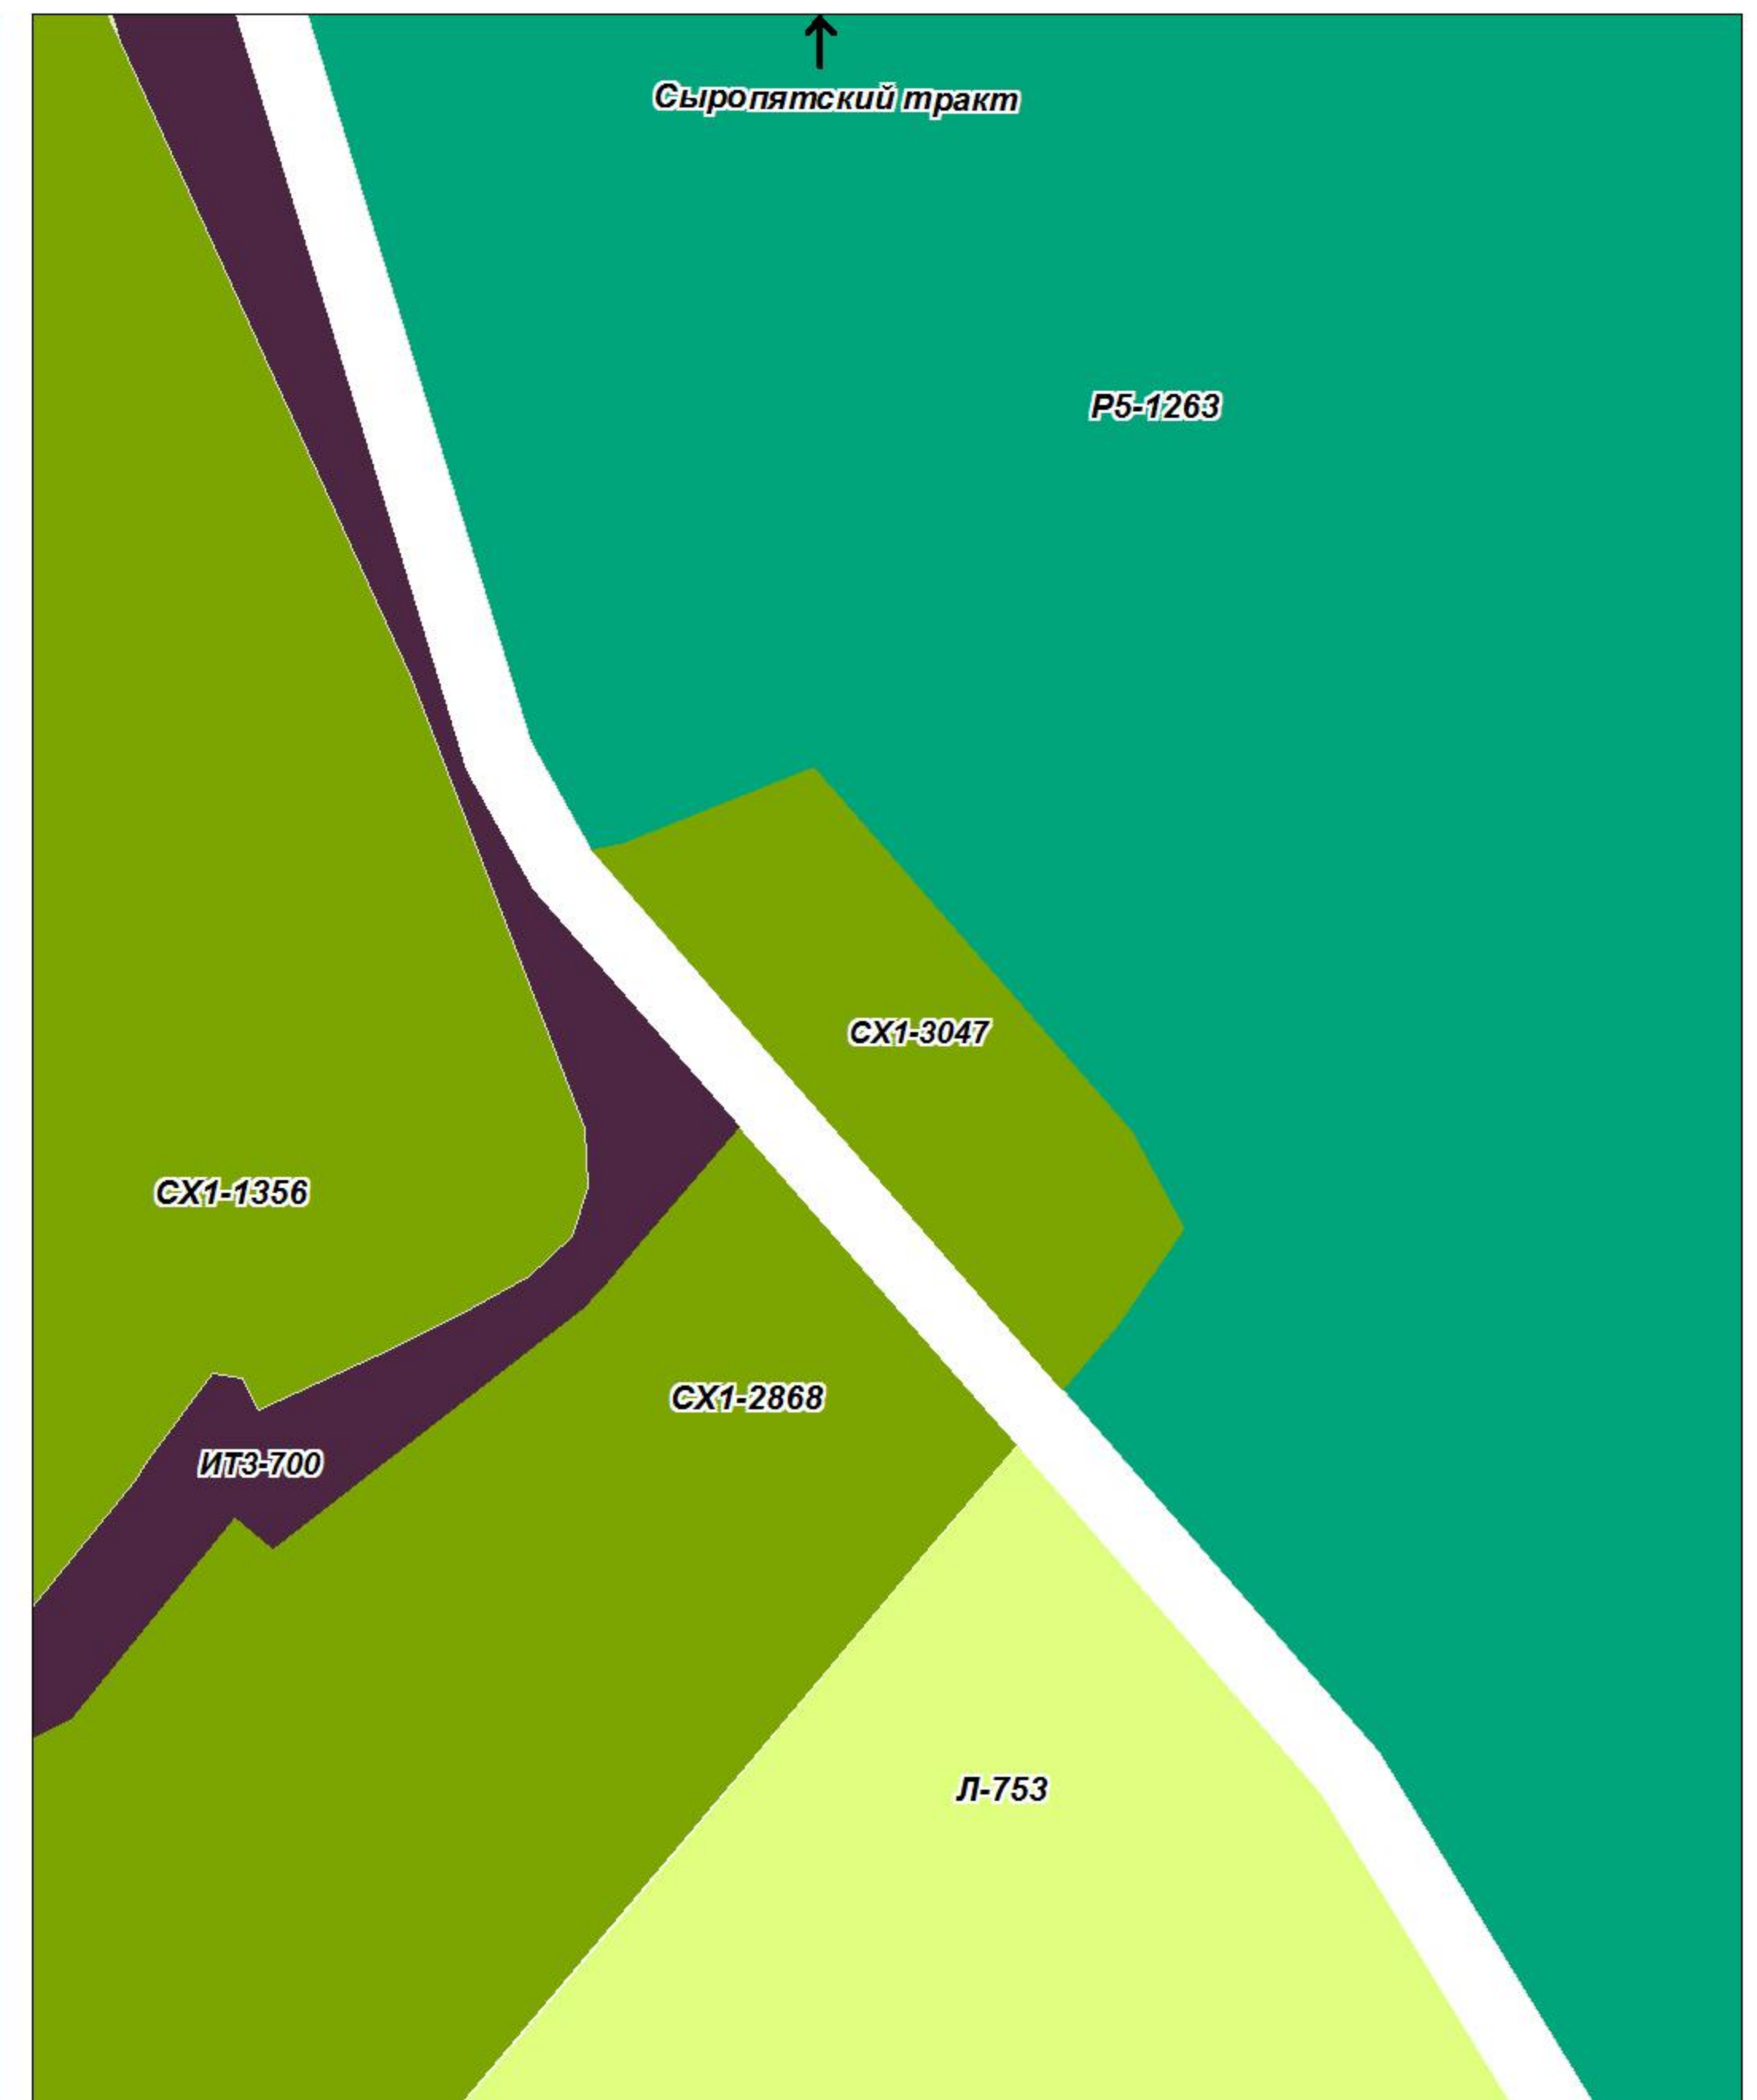 Сыропятский тракт
Р5-1263
СХ1-3047
СХ1-1356
СХ1-2868
ИТ3-700
Л-753